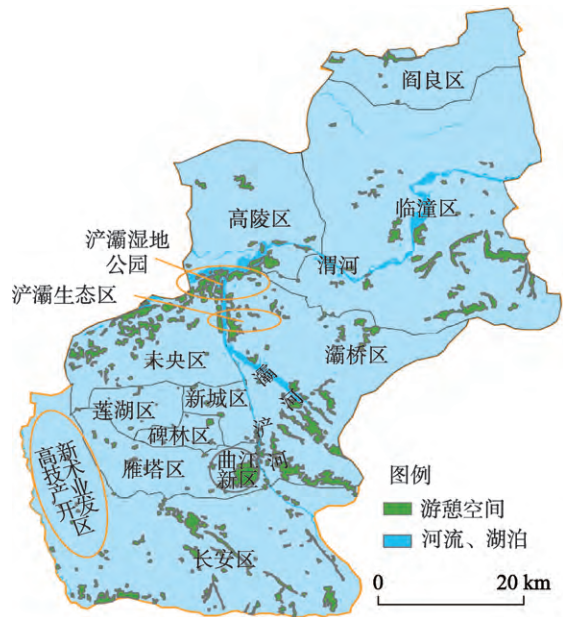 阎良区
高陵区
临潼区
浐灞湿地
公园
渭河
浐灞生态区
未央区
灞桥区
灞河
新城区
莲湖区
浐河
碑林区
雁塔区
曲江
新区
高新
技术
产业
开发
区
长安区
图例
游憩空间
河流、湖泊
0 20 km